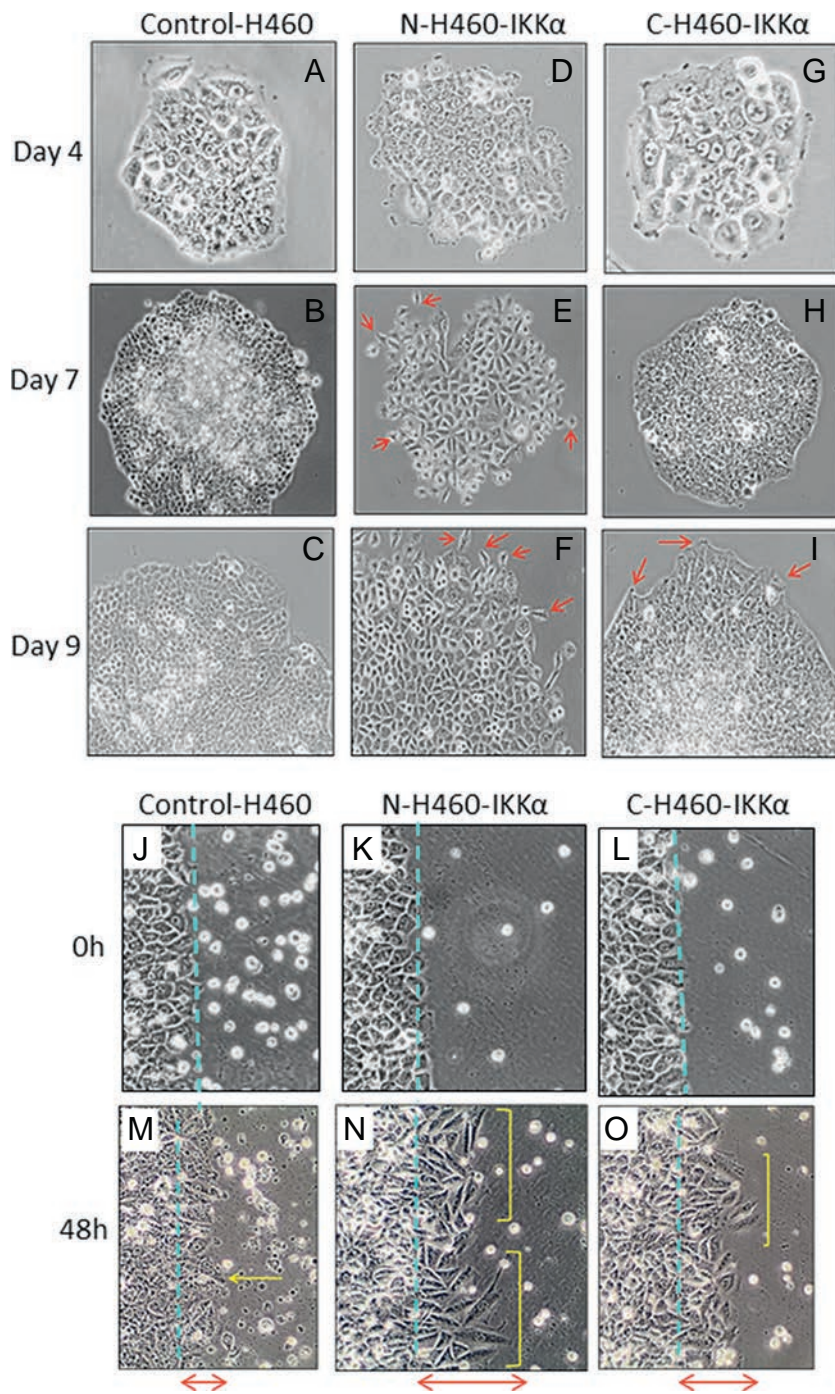 Control-H460 N-H460-IKKα C-H460-IKKα
A D G
Day 4
B E H
Day 7
C F I
Day 9
Control-H460 N-H460-IKKα C-H460-IKKα
J K L
0h
M N O
48h